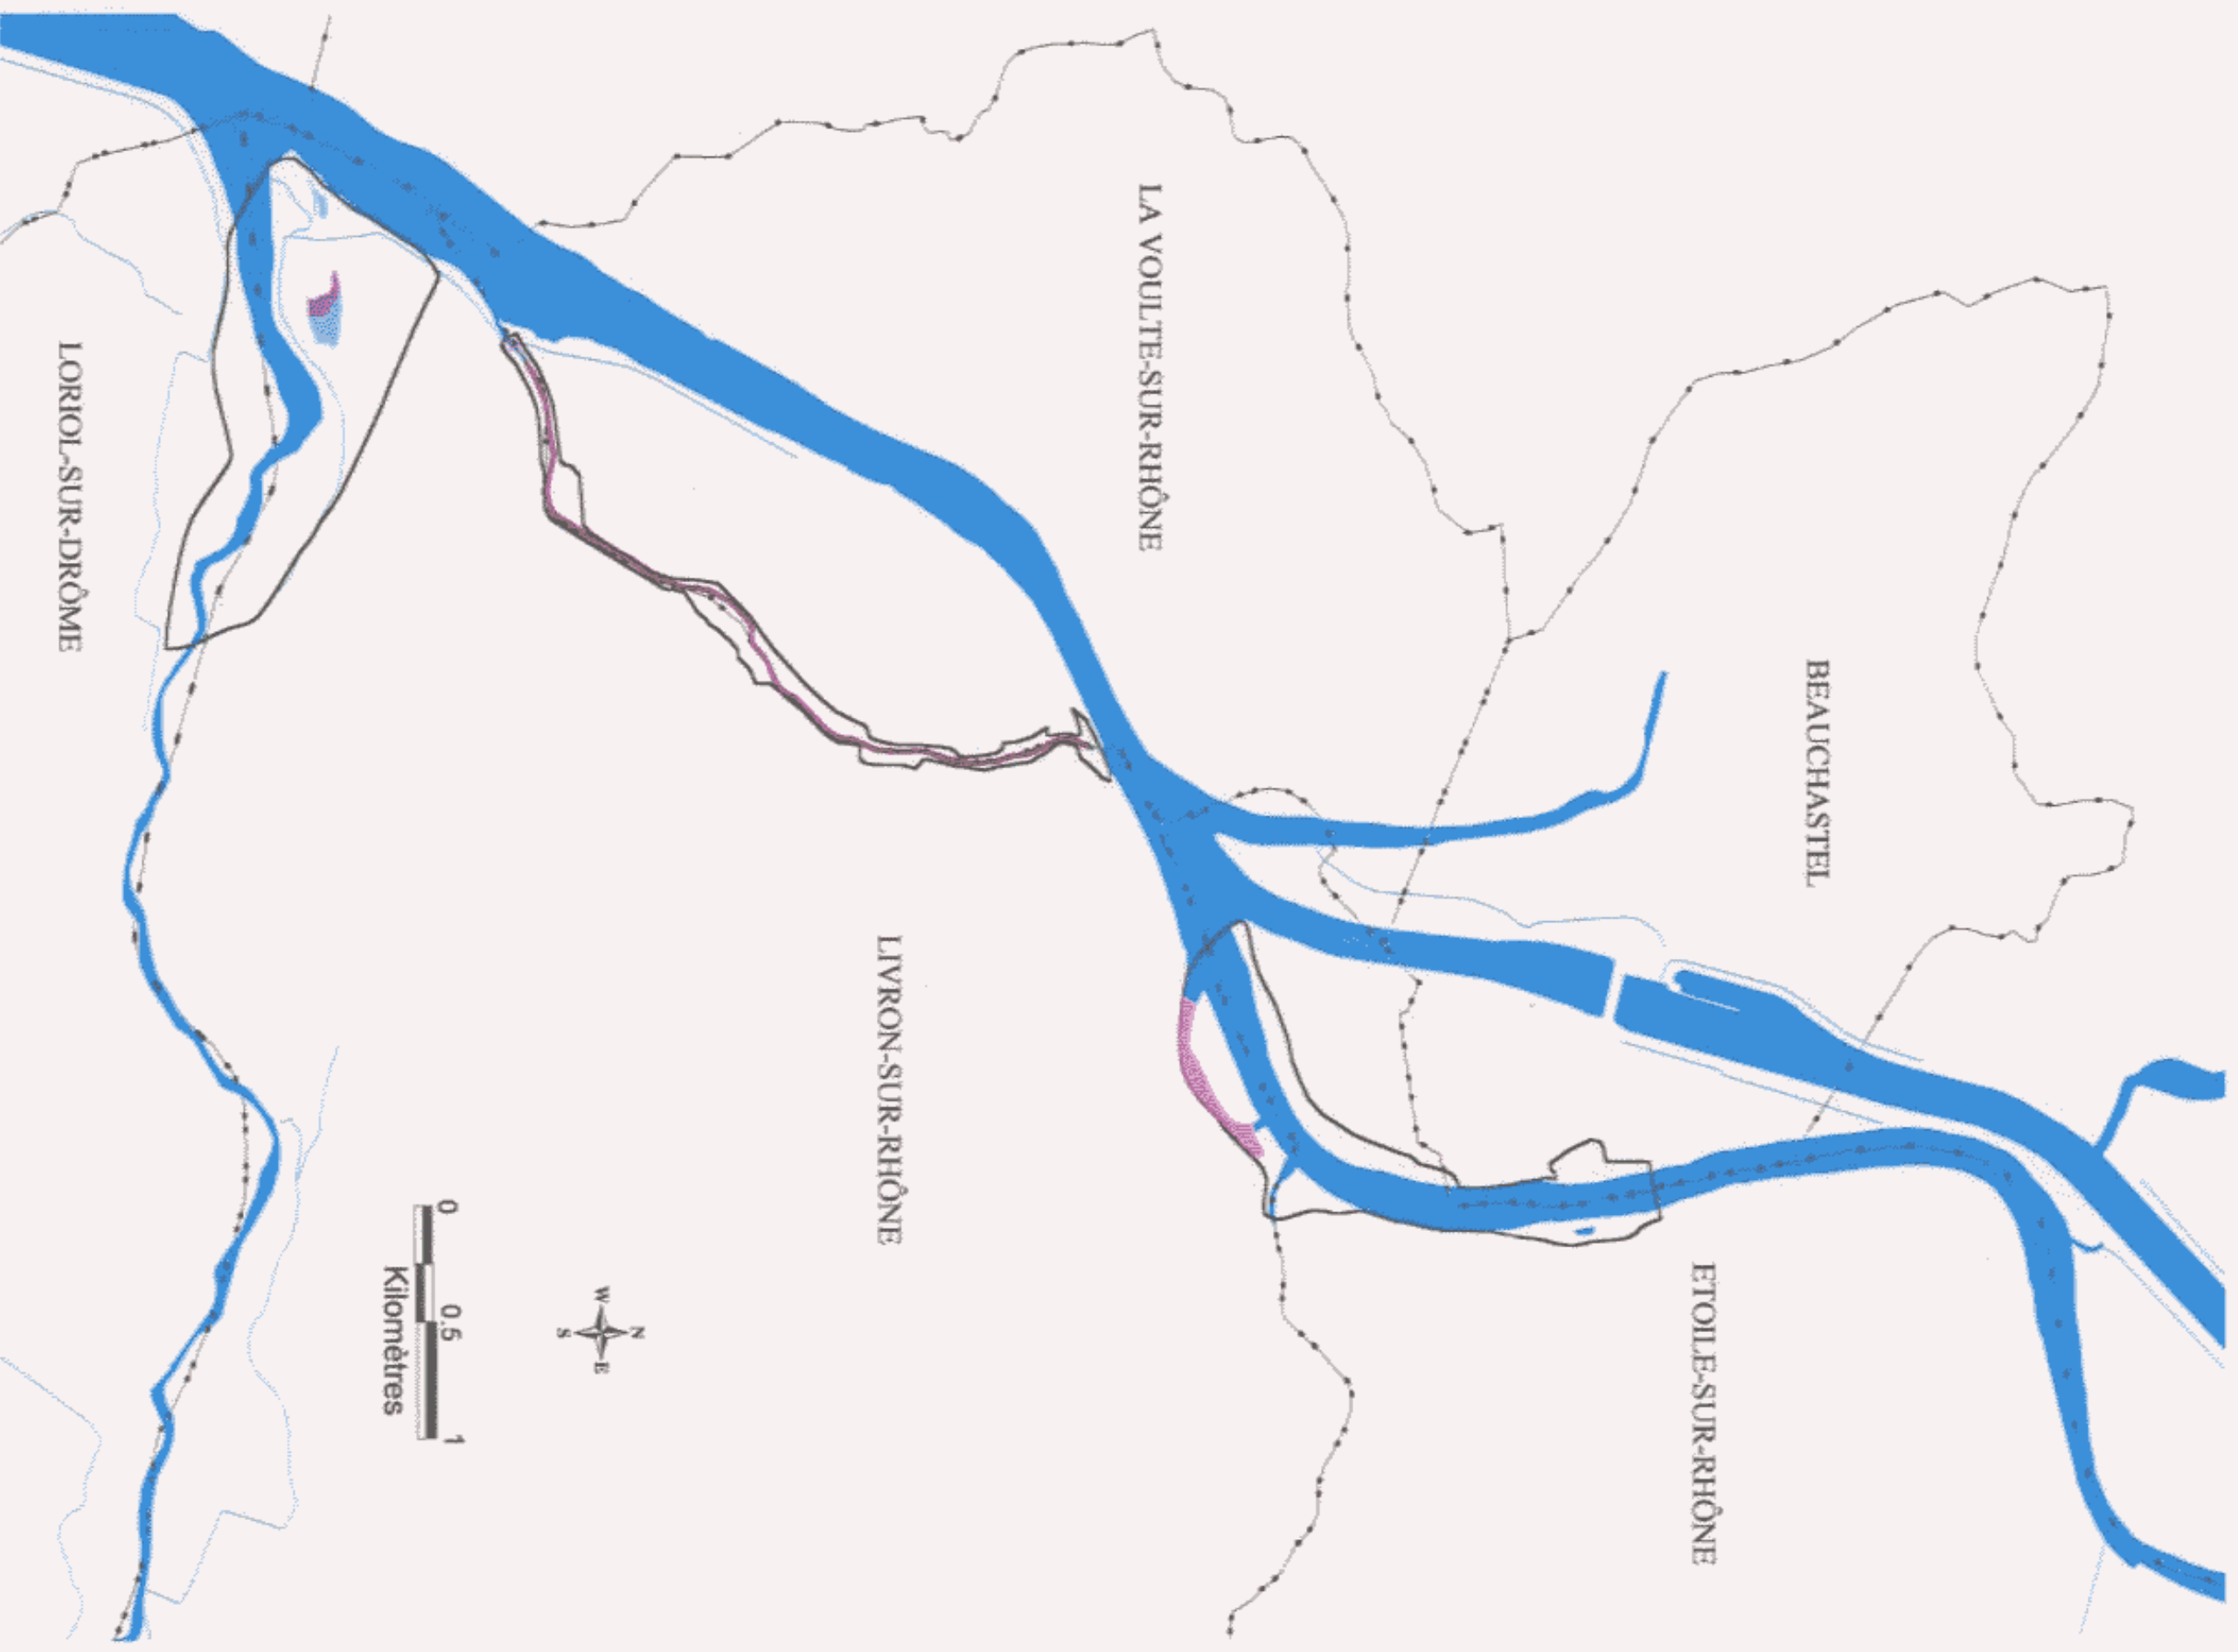 BEAUCHASTEL
ETOILE-SUR-RHÔNE
LA VOULTE-SUR-RHÔNE
LIVRON-SUR-RHÔNE
LORIOL-SUR-DRÔME
N
W
E
S
0 0.5 1
Kilomètres